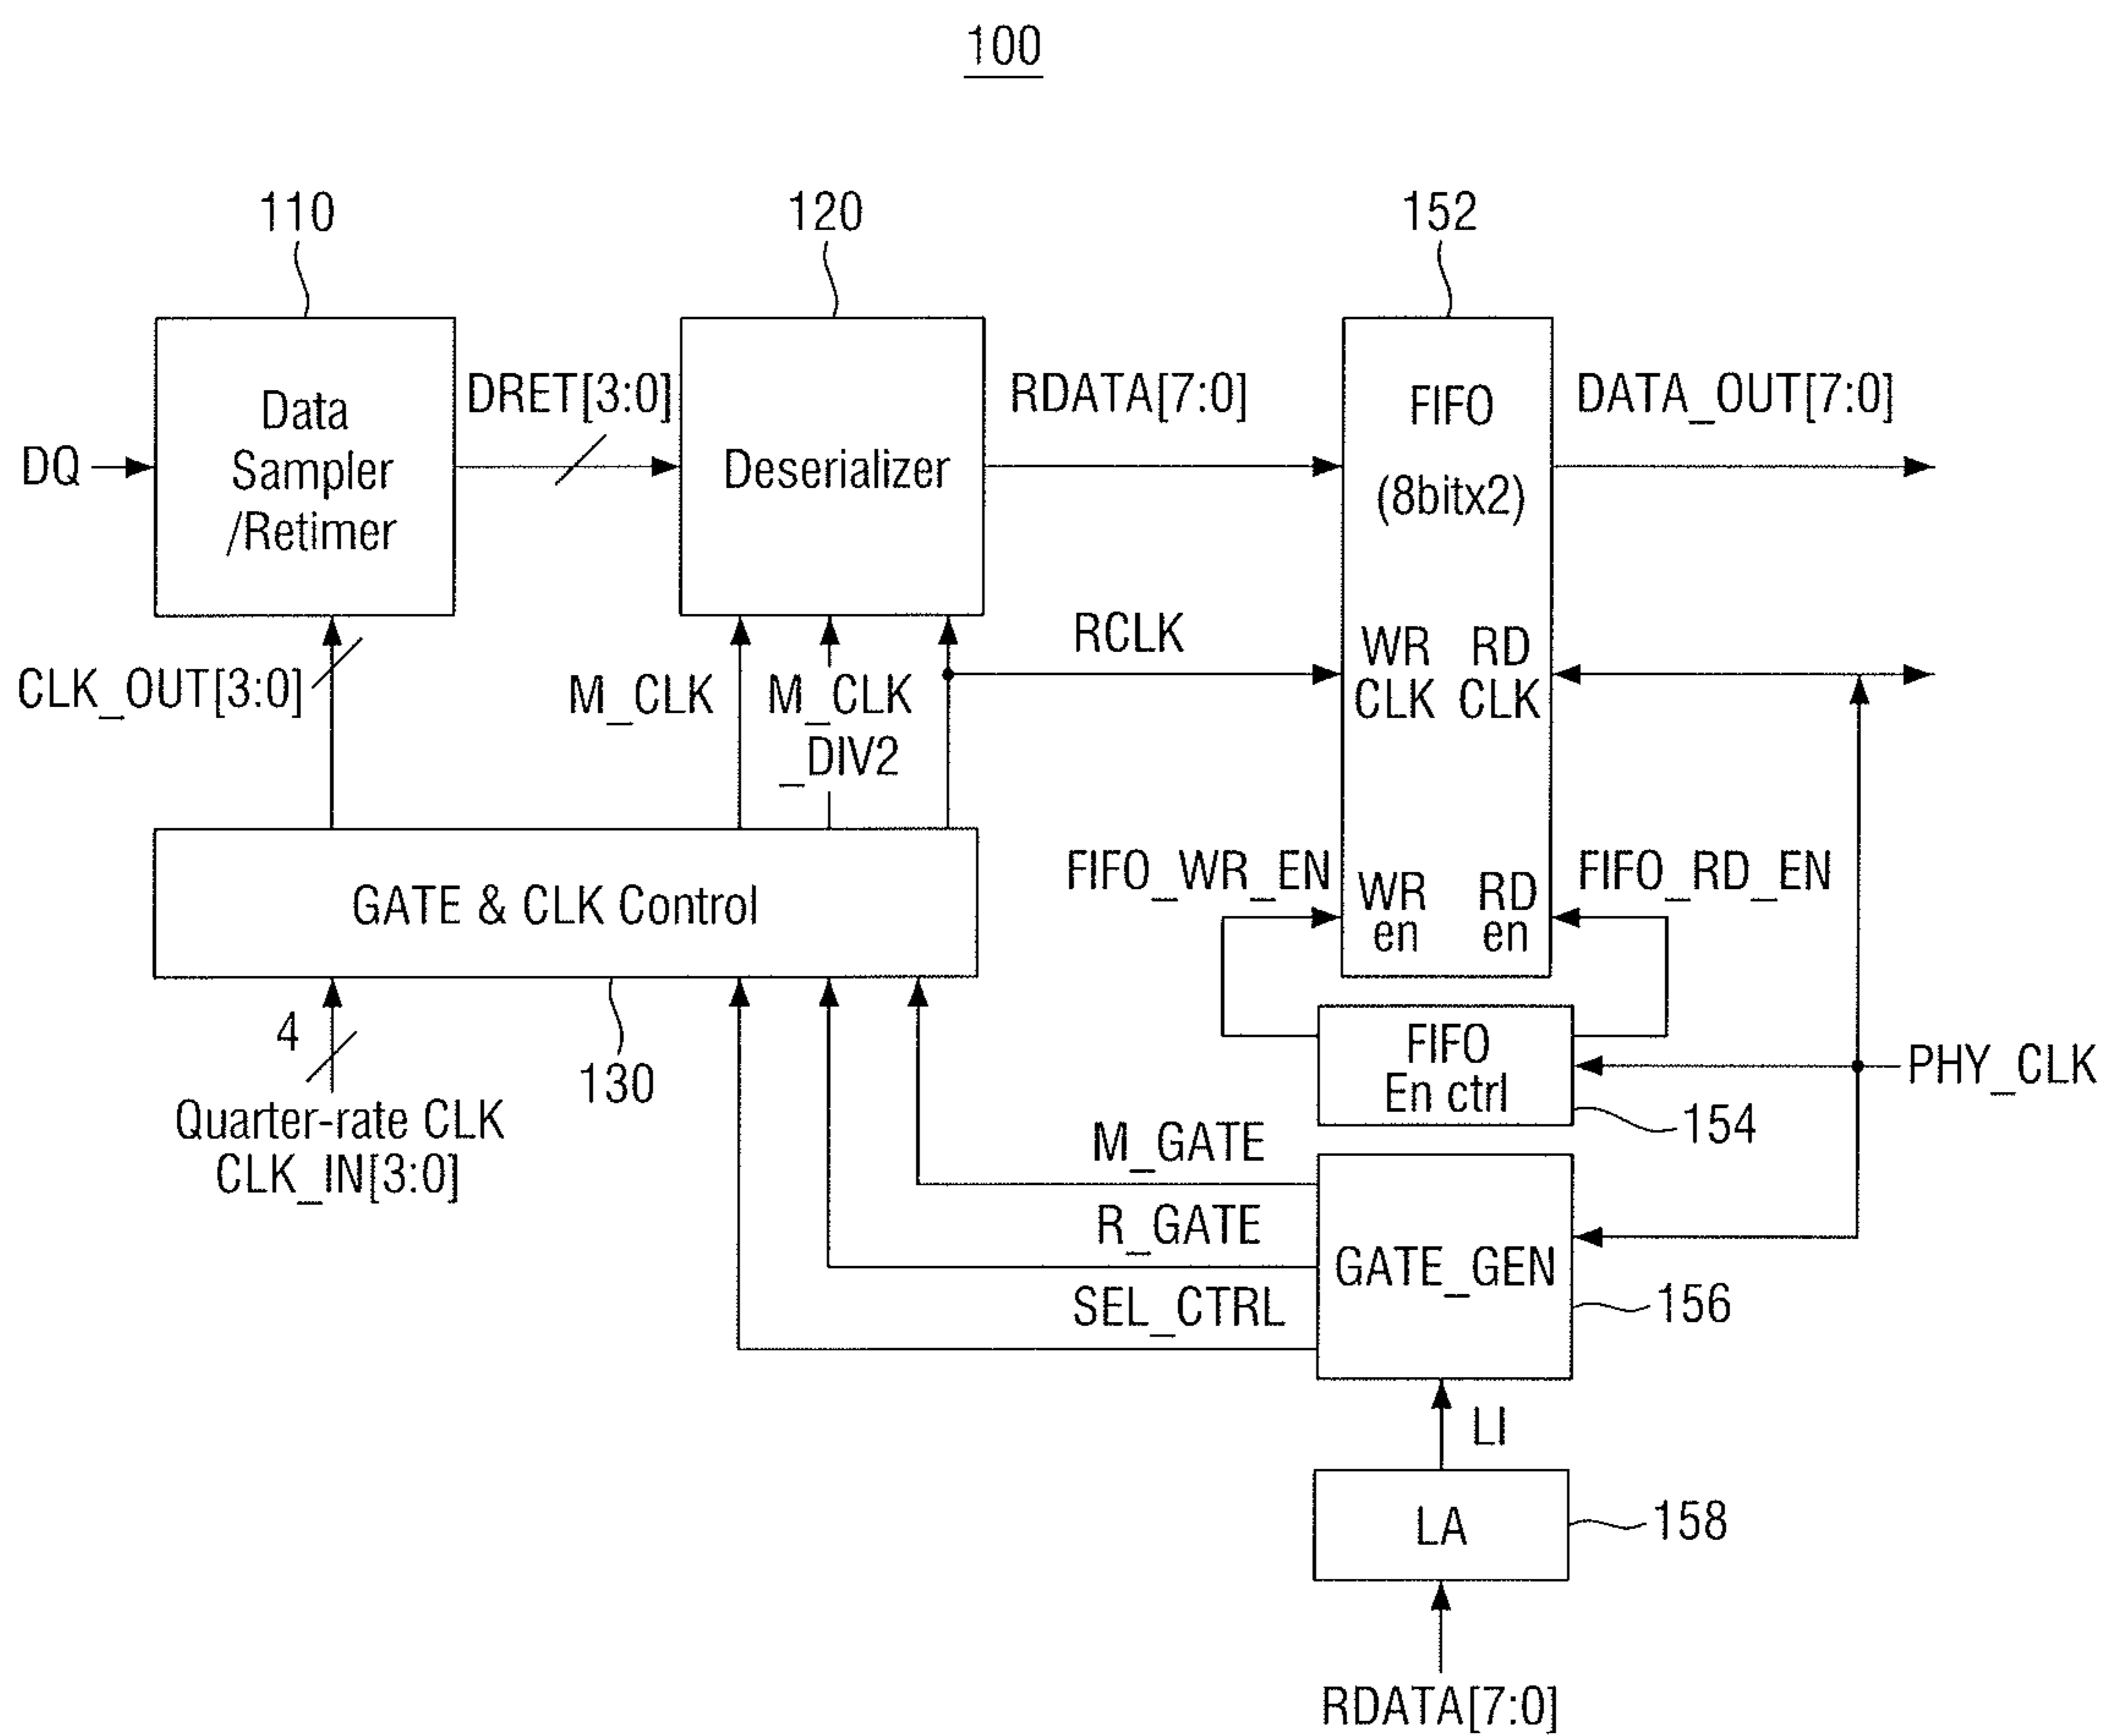 100
110
120
152
Data
Sampler
/Retimer
DQ
DRET[3:0]
Deserializer
RDATA[7:0]
FIFO
(8bitx2)
DATA_OUT[7:0]
CLK_OUT[3:0]
M_CLK
M_CLK
_DIV2
RCLK
WR
CLK
RD
CLK
GATE & CLK Control
FIFO_WR_EN
WR
en
RD
en
FIFO_RD_EN
4
Quarter-rate CLK
CLK_IN[3:0]
130
FIFO
En ctrl
PHY_CLK
154
M_GATE
R_GATE
SEL_CTRL
GATE_GEN
156
LI
LA
158
RDATA[7:0]